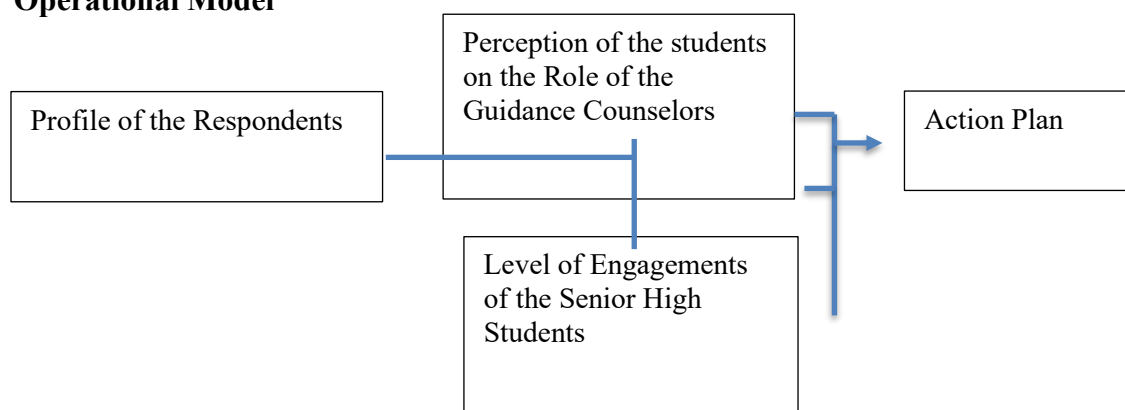 Operational Model
Perception of the students
on the Role of the
Guidance Counselors
Profile of the Respondents
Action Plan
Level of Engagements
of the Senior High
Students